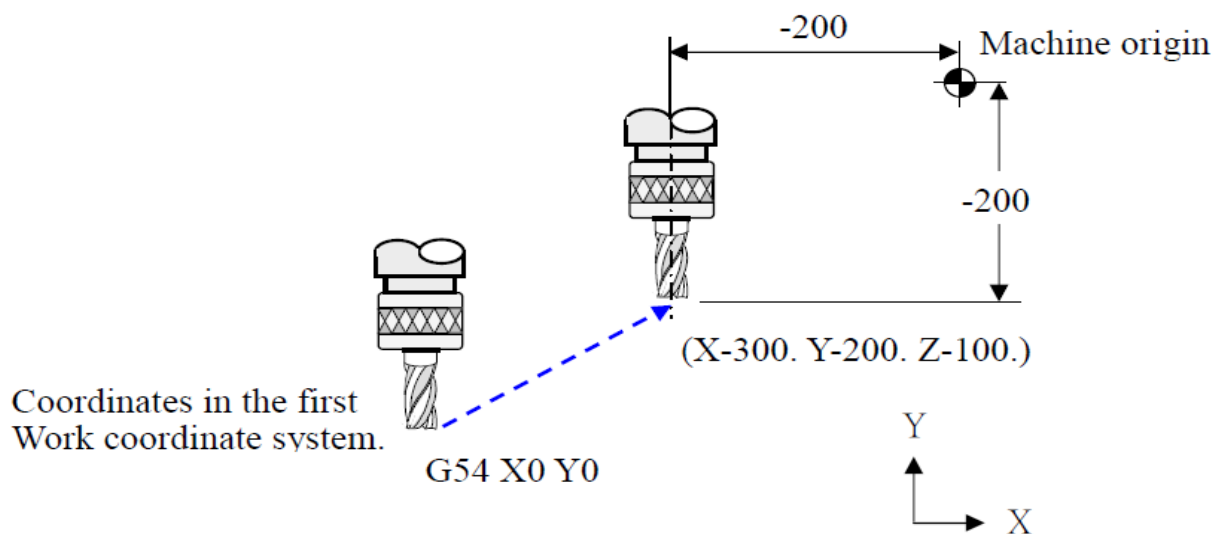 -200
Machine origin
-200
(X-300. Y-200. Z-100.)
Coordinates in the first
Work coordinate system.
G54 X0 Y0
Y
X